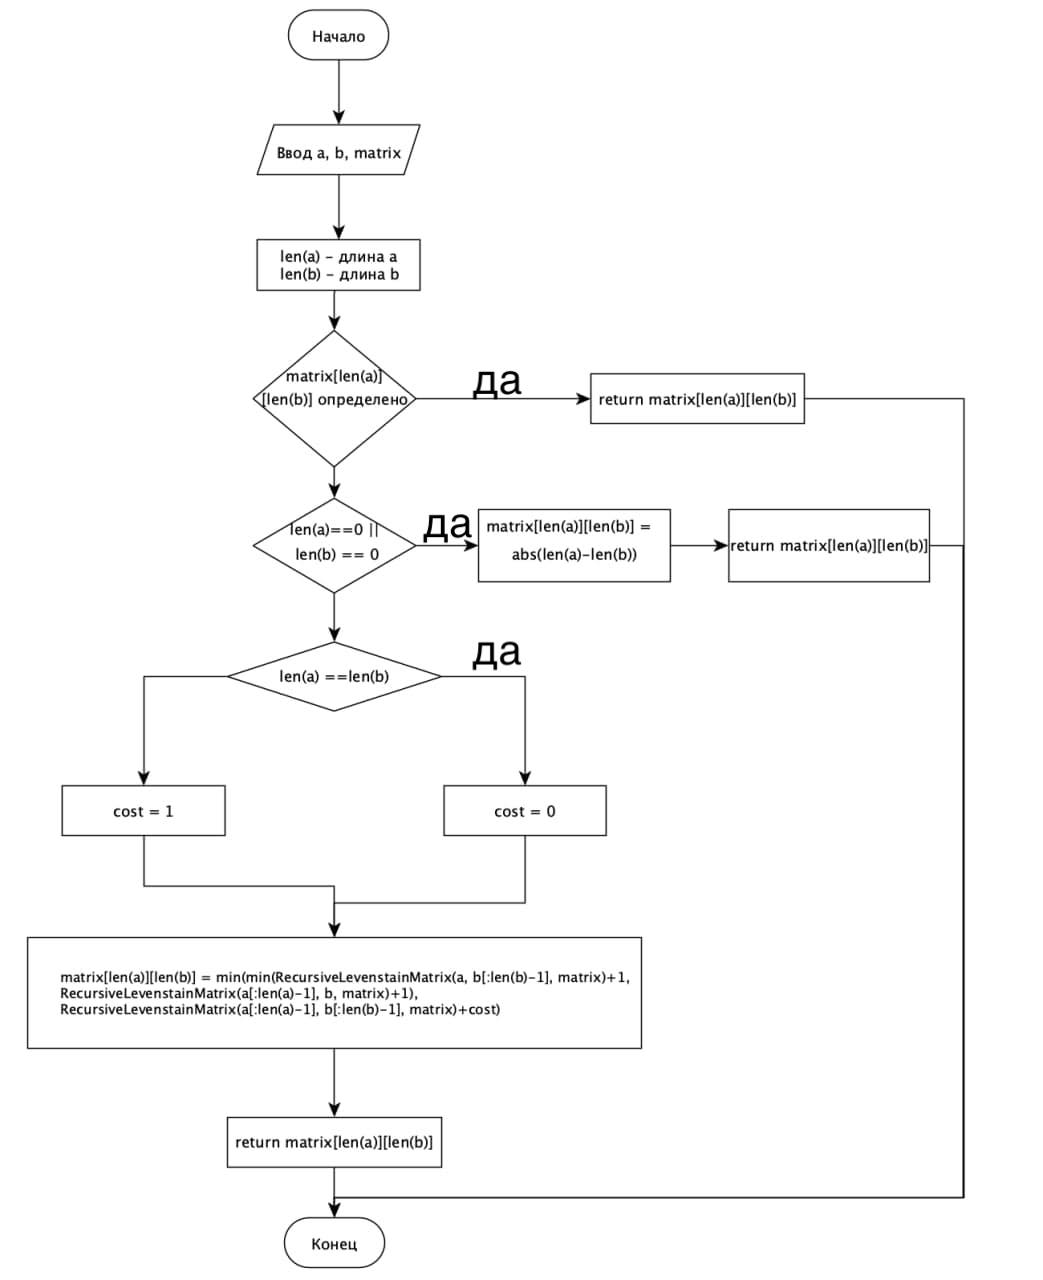 Начало
Ввод a, b, matrix
len(a) – длина a
len(b) – длина b
matrix[len(a)]
[len(b)] определено
да
return matrix[len(a)][len(b)]
len(a)==0 ||
len(b) == 0
да
matrix[len(a)][len(b)] =
abs(len(a)–len(b))
return matrix[len(a)][len(b)]
len(a) ==len(b)
да
cost = 1
cost = 0
matrix[len(a)][len(b)] = min(min(RecursiveLevenstainMatrix(a, b[:len(b)–1], matrix)+1,
RecursiveLevenstainMatrix(a[:len(a)–1], b, matrix)+1),
RecursiveLevenstainMatrix(a[:len(a)–1], b[:len(b)–1], matrix)+cost)
return matrix[len(a)][len(b)]
Конец